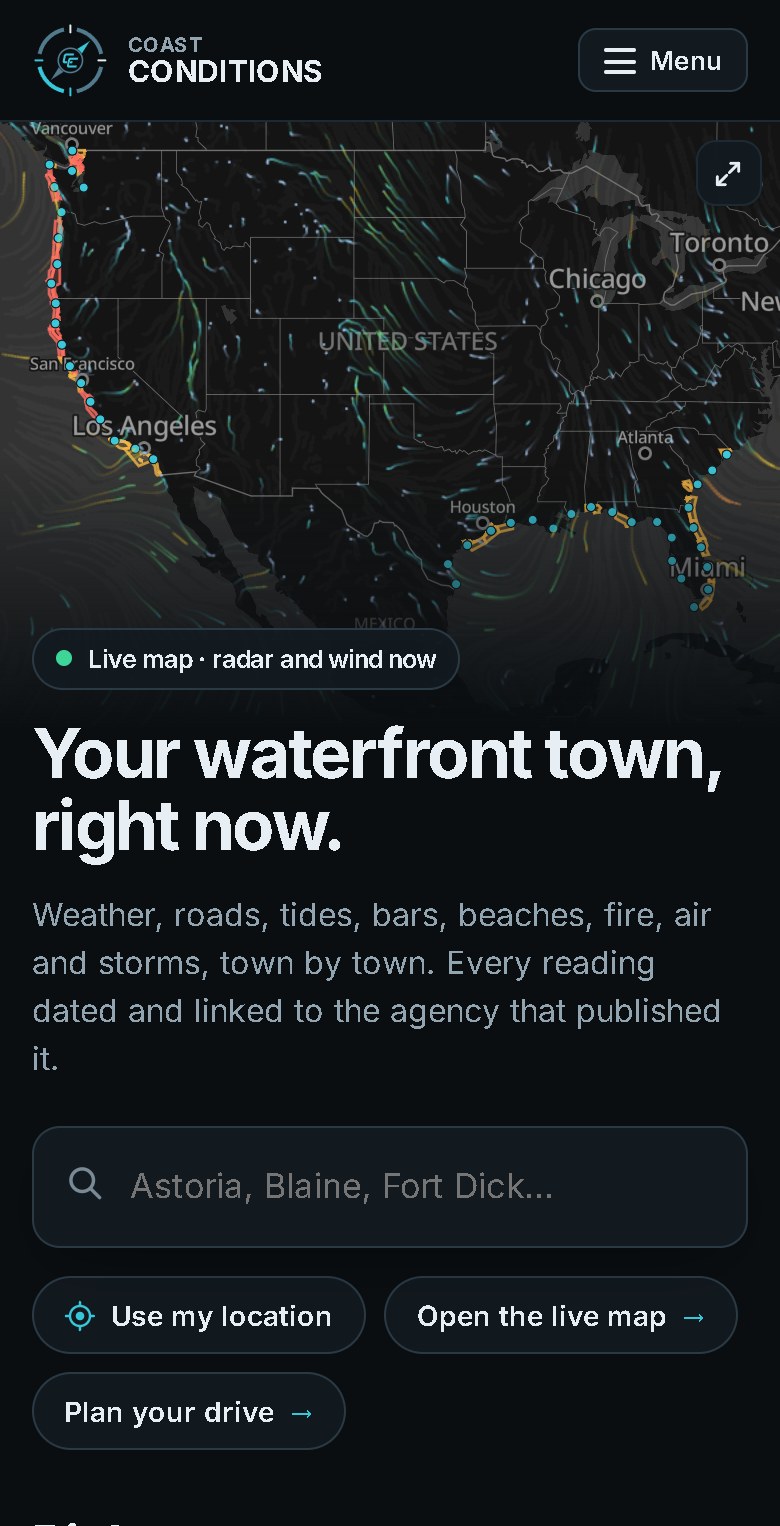 COAST
CONDITIONS
Menu
Vancouver
Toronto
Chicago
UNITED STATES
San Francisco
Los Angeles
Atlanta
Houston
Miami
MEXICO
Live map · radar and wind now
Your waterfront town,
right now.
Weather, roads, tides, bars, beaches, fire, air
and storms, town by town. Every reading
dated and linked to the agency that published
it.
Astoria, Blaine, Fort Dick...
Use my location
Open the live map →
Plan your drive →